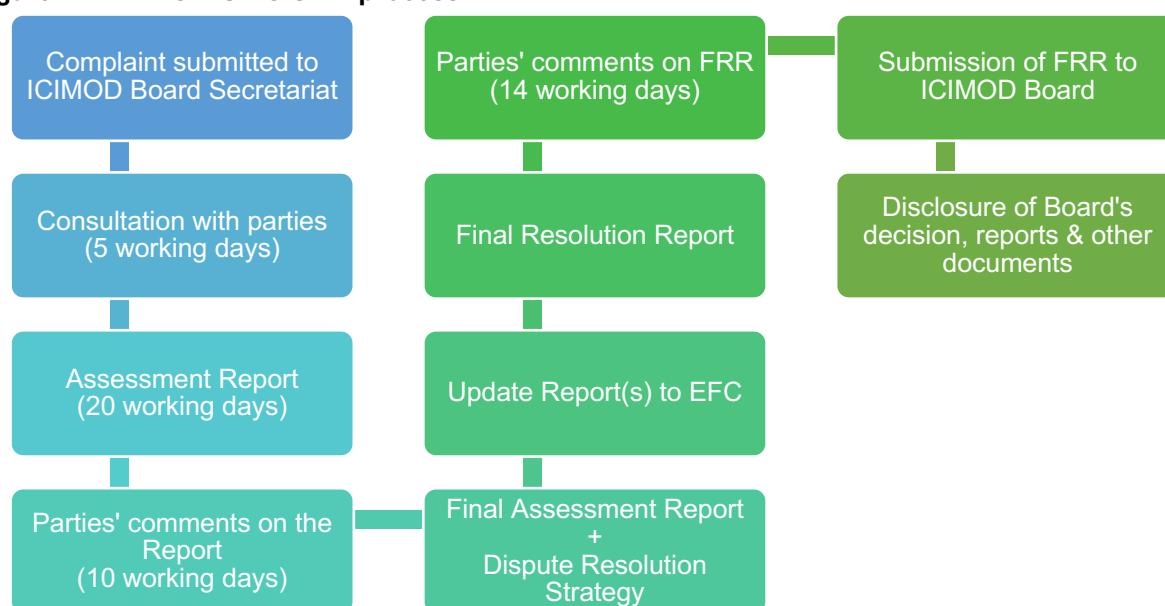 Complaint submitted to
ICIMOD Board Secretariat
Consultation with parties
(5 working days)
Assessment Report
(20 working days)
Parties' comments on the
Report
(10 working days)
Final Assessment Report
+
Dispute Resolution
Strategy
Update Report(s) to EFC
Final Resolution Report
Parties' comments on FRR
(14 working days)
Submission of FRR to
ICIMOD Board
Disclosure of Board's
decision, reports & other
documents